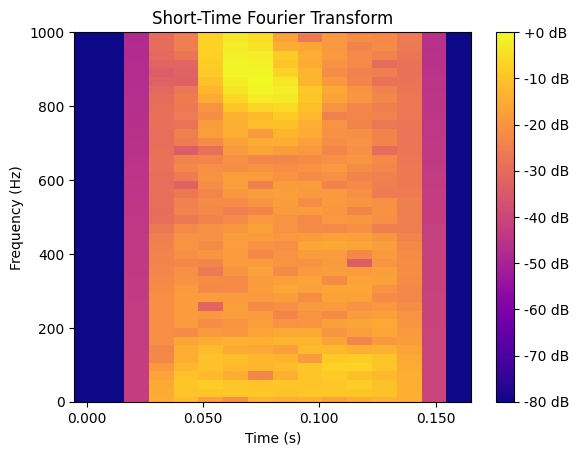 Short-Time Fourier Transform
1000
800
600
400
200
0
Frequency (Hz)
0.000
0.050
0.100
0.150
Time (s)
+0 dB
-10 dB
-20 dB
-30 dB
-40 dB
-50 dB
-60 dB
-70 dB
-80 dB